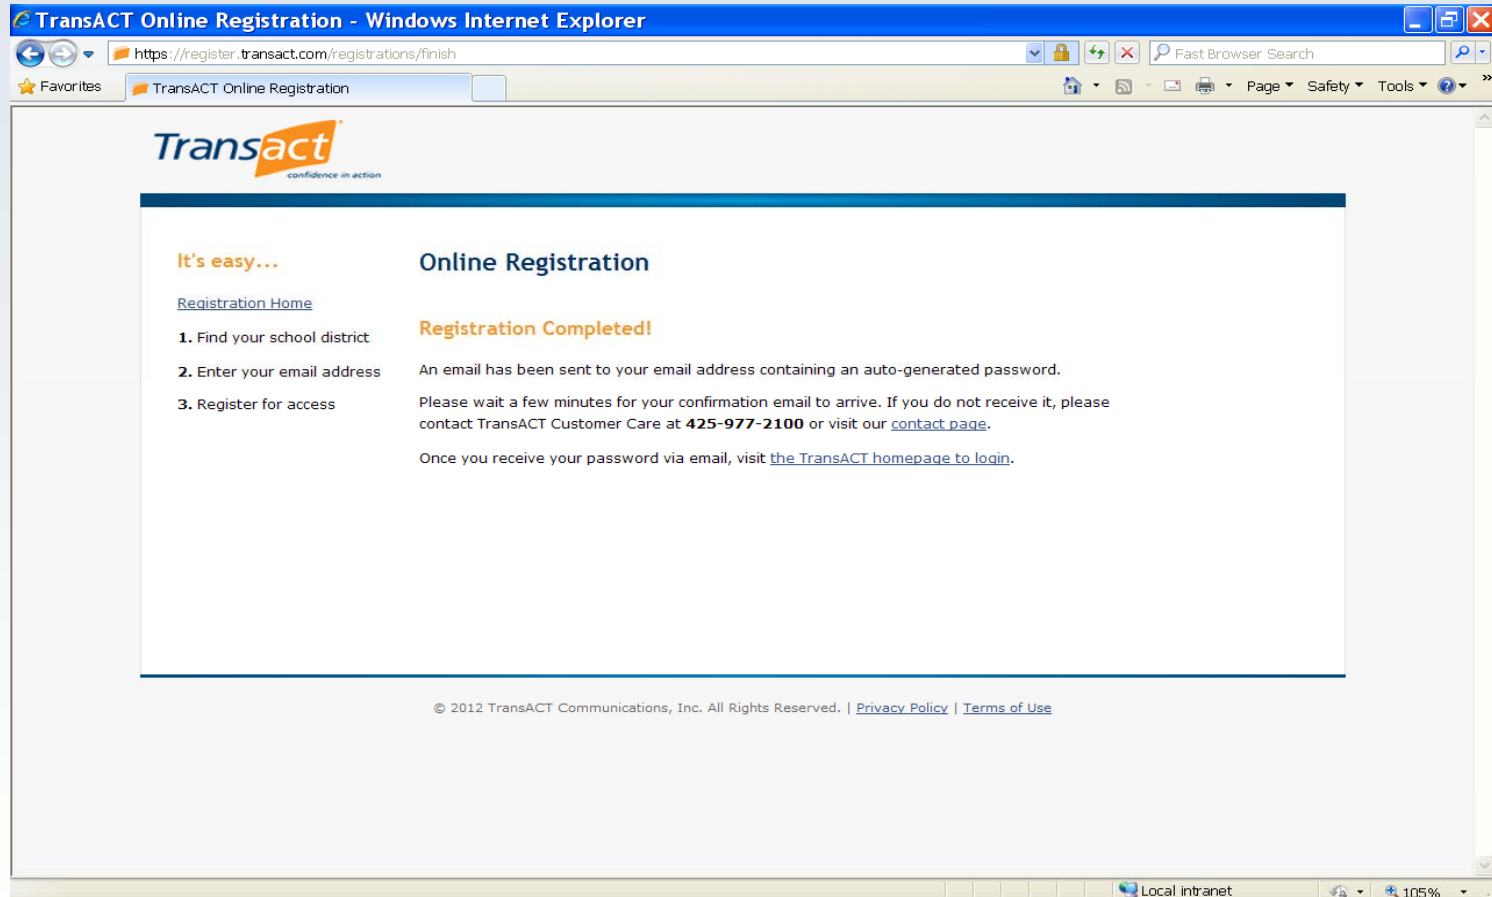 TransACT Online Registration - Windows Internet Explorer
https://register.transact.com/registrations/finish
Fast Browser Search
Favorites
TransACT Online Registration
Page
Safety
Tools
»
Transact
confidence in action
It's easy...
Registration Home
1. Find your school district
2. Enter your email address
3. Register for access
Online Registration
Registration Completed!
An email has been sent to your email address containing an auto-generated password.
Please wait a few minutes for your confirmation email to arrive. If you do not receive it, please
contact TransACT Customer Care at 425-977-2100 or visit our contact page.
Once you receive your password via email, visit the TransACT homepage to login.
© 2012 TransACT Communications, Inc. All Rights Reserved. | Privacy Policy | Terms of Use
Local intranet
105%